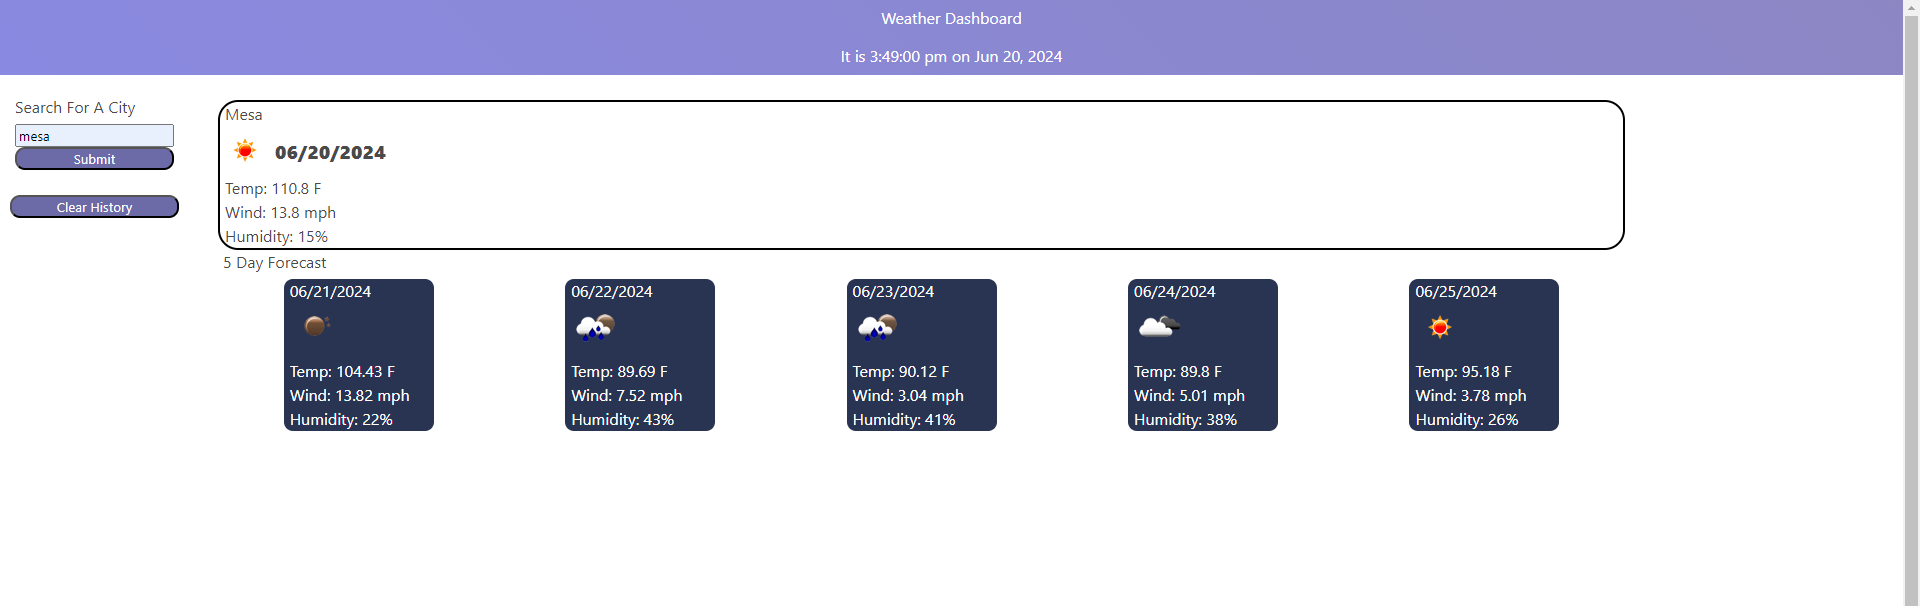 Weather Dashboard
It is 3:49:00 pm on Jun 20, 2024
Search For A City
mesa
Submit
Clear History
Mesa
06/20/2024
Temp: 110.8 F
Wind: 13.8 mph
Humidity: 15%
5 Day Forecast
06/21/2024
Temp: 104.43 F
Wind: 13.82 mph
Humidity: 22%
06/22/2024
Temp: 89.69 F
Wind: 7.52 mph
Humidity: 43%
06/23/2024
Temp: 90.12 F
Wind: 3.04 mph
Humidity: 41%
06/24/2024
Temp: 89.8 F
Wind: 5.01 mph
Humidity: 38%
06/25/2024
Temp: 95.18 F
Wind: 3.78 mph
Humidity: 26%